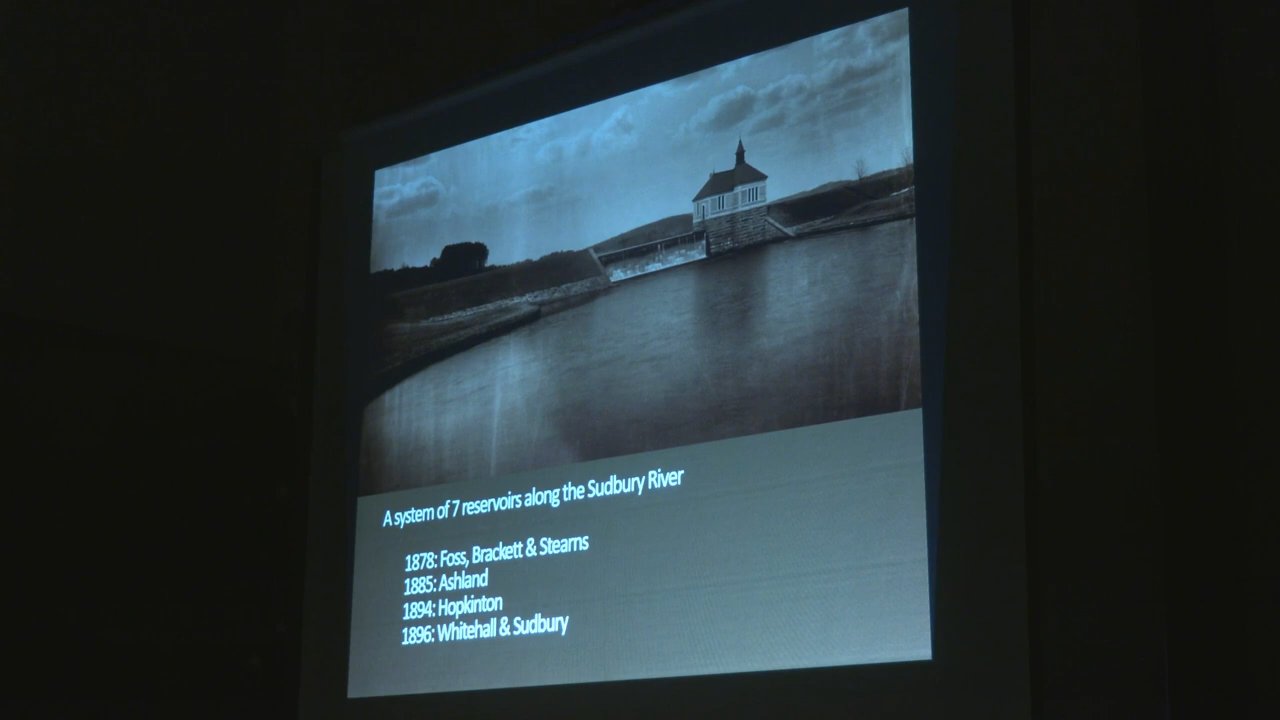 A system of 7 reservoirs along the Sudbury River
1878: Foss, Brackett & Stearns
1885: Ashland
1894: Hopkinton
1896: Whitehall & Sudbury